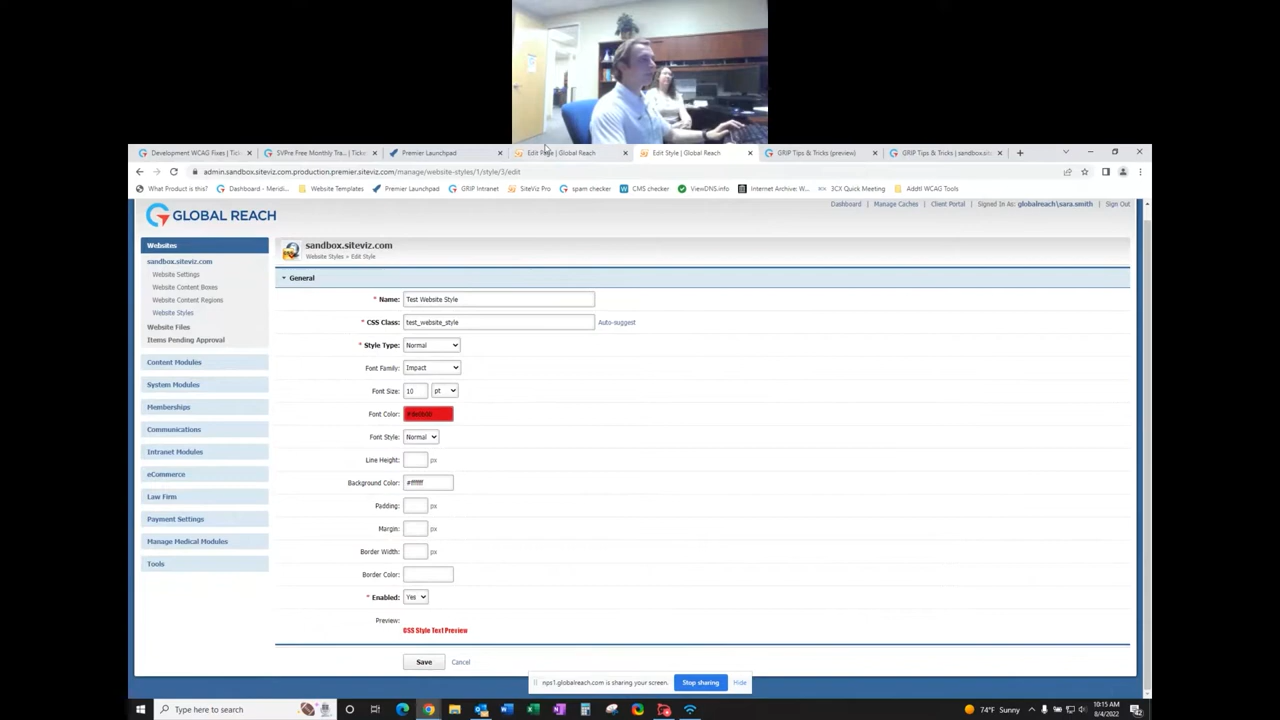 Development WCAG Fixes | Ticke
SVPre Free Monthly Tra... | Ticke
Premier Launchpad
Edit Page | Global Reach
Edit Style | Global Reach
GRIP Tips & Tricks (preview)
GRIP Tips & Tricks | sandbox.si
admin.sandbox.siteviz.com.production.premier.siteviz.com/manage/website-styles/1/style/3/edit
What Product is this?
Dashboard - Meridi...
Website Templates
Premier Launchpad
GRIP Intranet
SiteViz Pro
spam checker
CMS checker
ViewDNS.info
Internet Archive: W...
3CX Quick Meeting
Addtl WCAG Tools
GLOBAL REACH
Dashboard
Manage Caches
Client Portal
Signed In As: globalreach\sara.smith
Sign Out
Websites
sandbox.siteviz.com
Website Settings
Website Content Boxes
Website Content Regions
Website Styles
Website Files
Items Pending Approval
Content Modules
System Modules
Memberships
Communications
Intranet Modules
eCommerce
Law Firm
Payment Settings
Manage Medical Modules
Tools
sandbox.siteviz.com
Website Styles » Edit Style
General
* Name: Test Website Style
* CSS Class: test_website_style Auto-suggest
* Style Type: Normal
Font Family: Impact
Font Size: 10 pt
Font Color:
Font Style: Normal
Line Height: px
Background Color: #ffffff
Padding: px
Margin: px
Border Width: px
Border Color:
* Enabled: Yes
Preview:
CSS Style Text Preview
Save Cancel
nps1.globalreach.com is sharing your screen.
Stop sharing
Hide
Type here to search
74°F Sunny
10:15 AM
8/4/2022